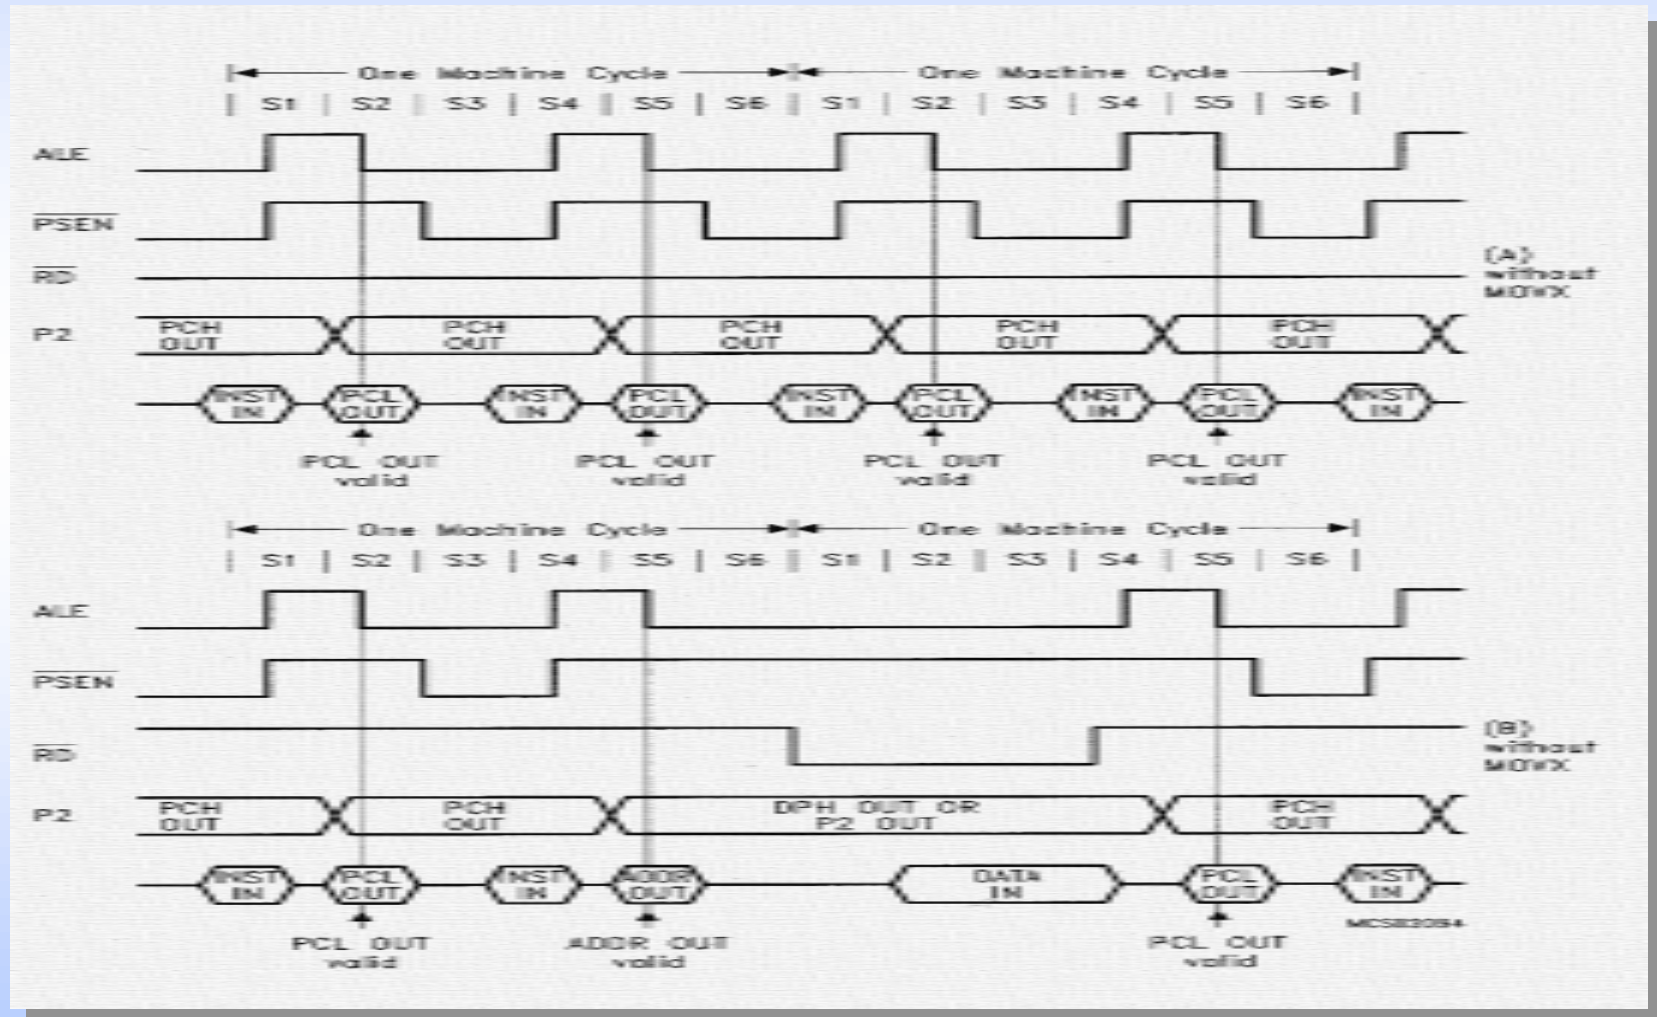 One Machine Cycle One Machine Cycle
S1 S2 S3 S4 S5 S6 S1 S2 S3 S4 S5 S6
ALE
PSEN
RD
(A)
without
MOVX
P2
PCH OUT PCH OUT PCH OUT PCH OUT PCH OUT
INST IN PCL OUT INST IN PCL OUT INST IN PCL OUT INST IN PCL OUT INST IN
PCL OUT valid PCL OUT valid PCL OUT valid PCL OUT valid
One Machine Cycle One Machine Cycle
S1 S2 S3 S4 S5 S6 S1 S2 S3 S4 S5 S6
ALE
PSEN
RD
(B)
without
MOVX
P2
PCH OUT PCH OUT DPH OUT OR P2 OUT PCH OUT
INST IN PCL OUT INST IN ADDR OUT DATA IN PCL OUT INST IN
PCL OUT valid ADDR OUT valid PCL OUT valid